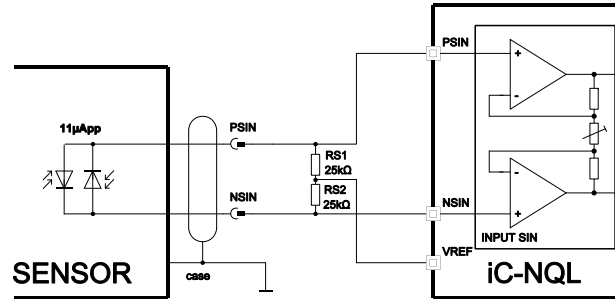 PSIN
11µApp
PSIN
RS1
25kΩ
RS2
25kΩ
NSIN
NSIN
INPUT SIN
VREF
SENSOR
case
iC-NQL
+
-
-
+